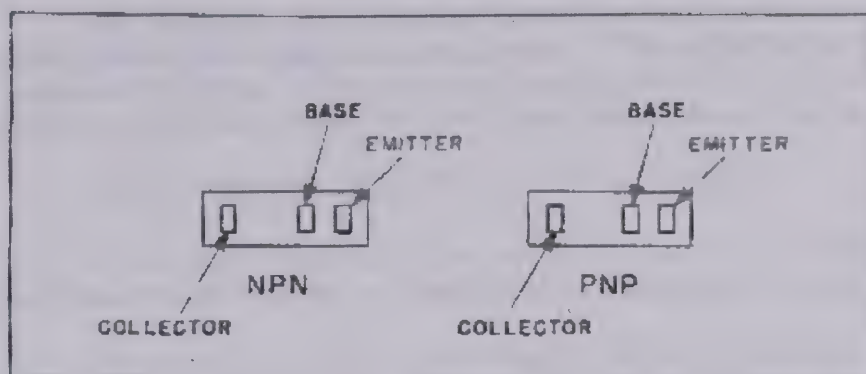 BASE
EMITTER
BASE
EMITTER
NPN
PNP
COLLECTOR
COLLECTOR